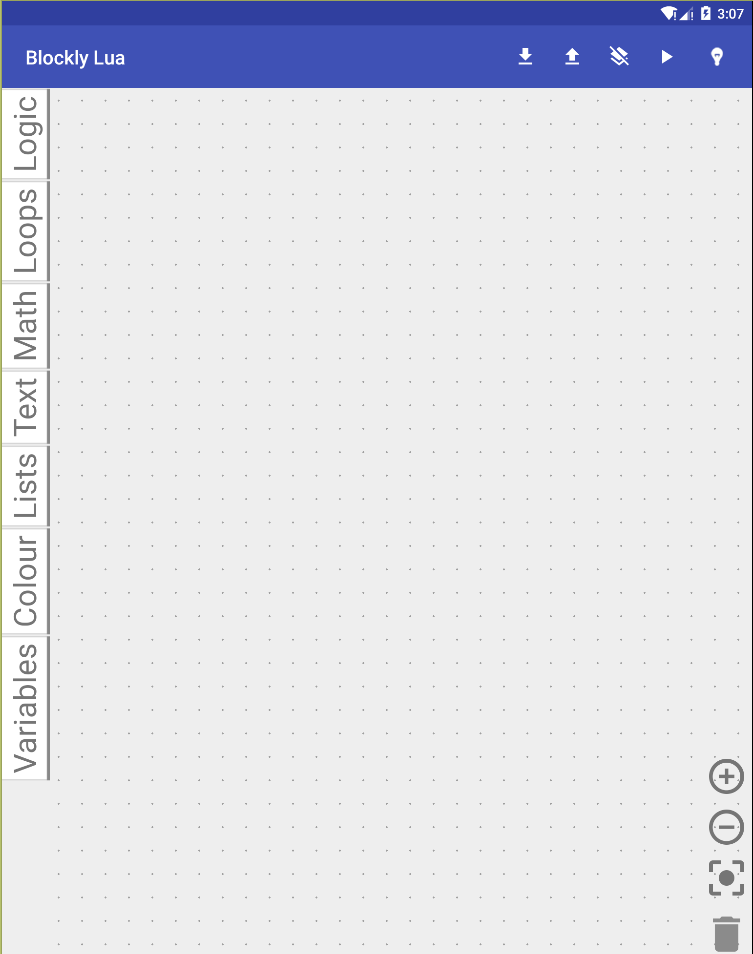 3:07
Blockly Lua
Logic
Loops
Math
Text
Lists
Colour
Variables